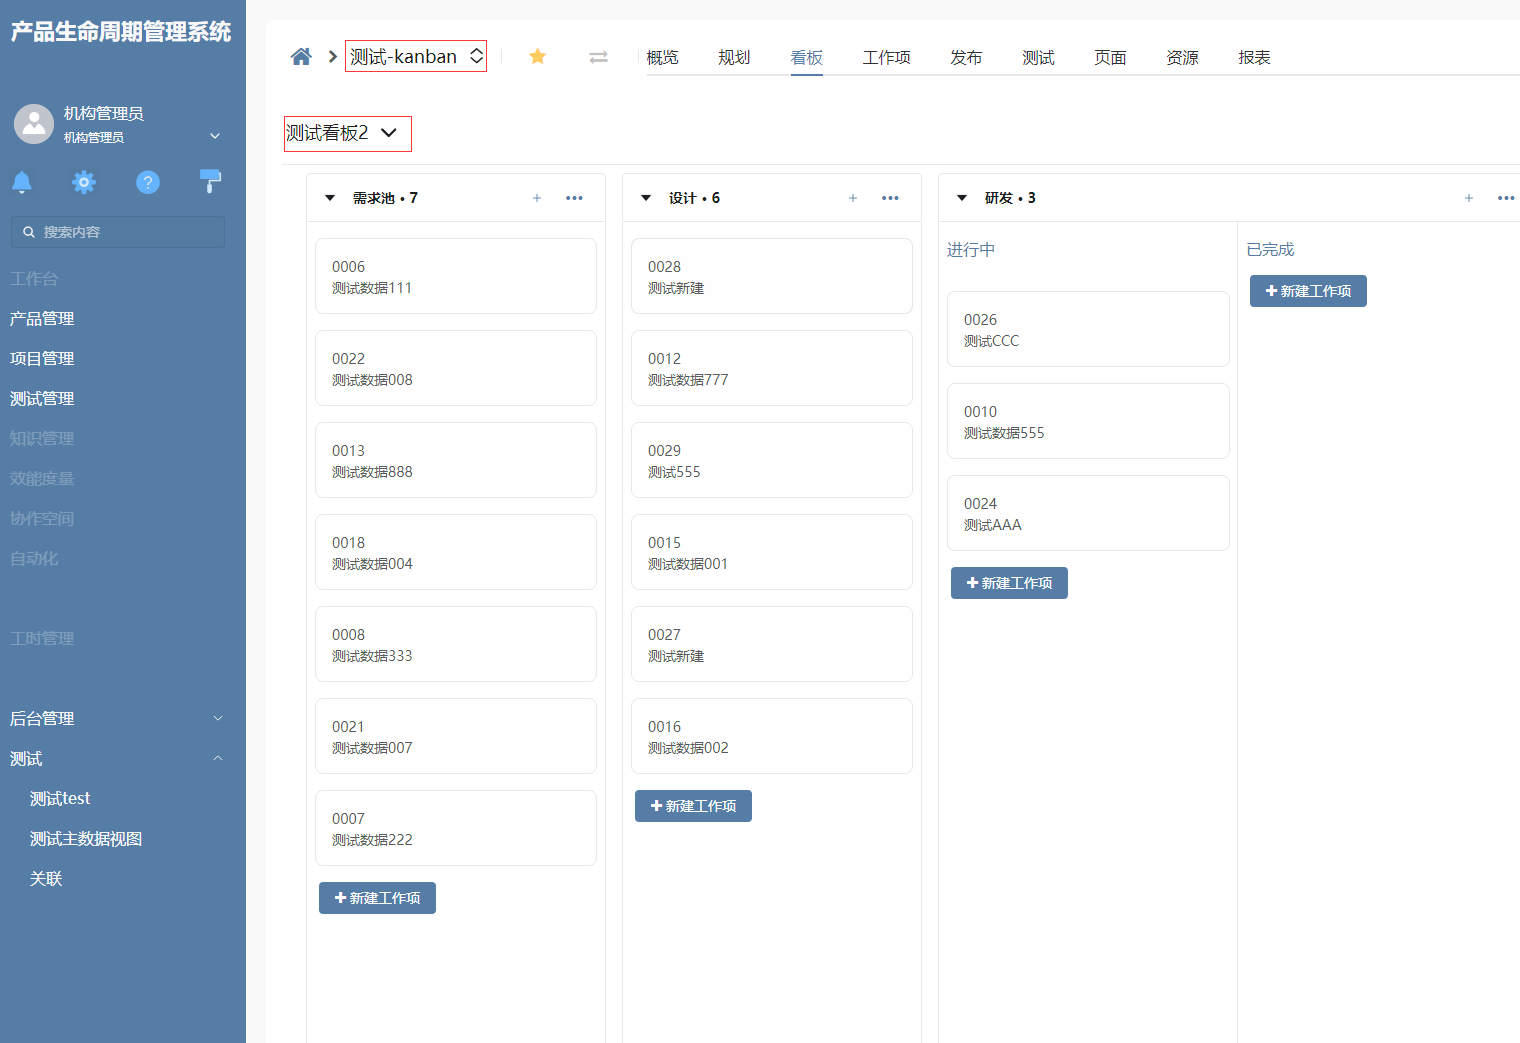 产品生命周期管理系统
机构管理员
机构管理员
搜索内容
工作台
产品管理
项目管理
测试管理
知识管理
效能度量
协作空间
自动化
工时管理
后台管理
测试
测试test
测试主数据视图
关联
测试-kanban
概览 规划 看板 工作项 发布 测试 页面 资源 报表
测试看板2
需求池 • 7
0006
测试数据111
0022
测试数据008
0013
测试数据888
0018
测试数据004
0008
测试数据333
0021
测试数据007
0007
测试数据222
新建工作项
设计 • 6
0028
测试新建
0012
测试数据777
0029
测试555
0015
测试数据001
0027
测试新建
0016
测试数据002
新建工作项
研发 • 3
进行中
0026
测试CCC
0010
测试数据555
0024
测试AAA
新建工作项
已完成
新建工作项